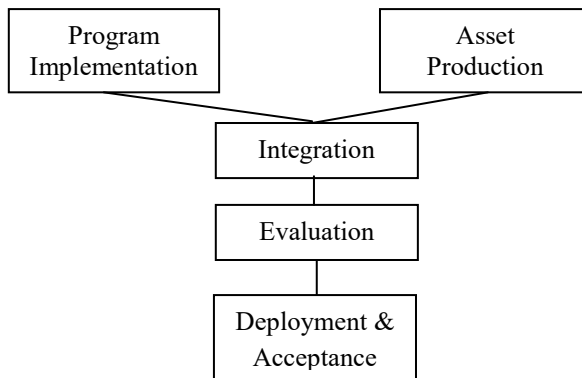 Program
Implementation
Asset
Production
Integration
Evaluation
Deployment &
Acceptance